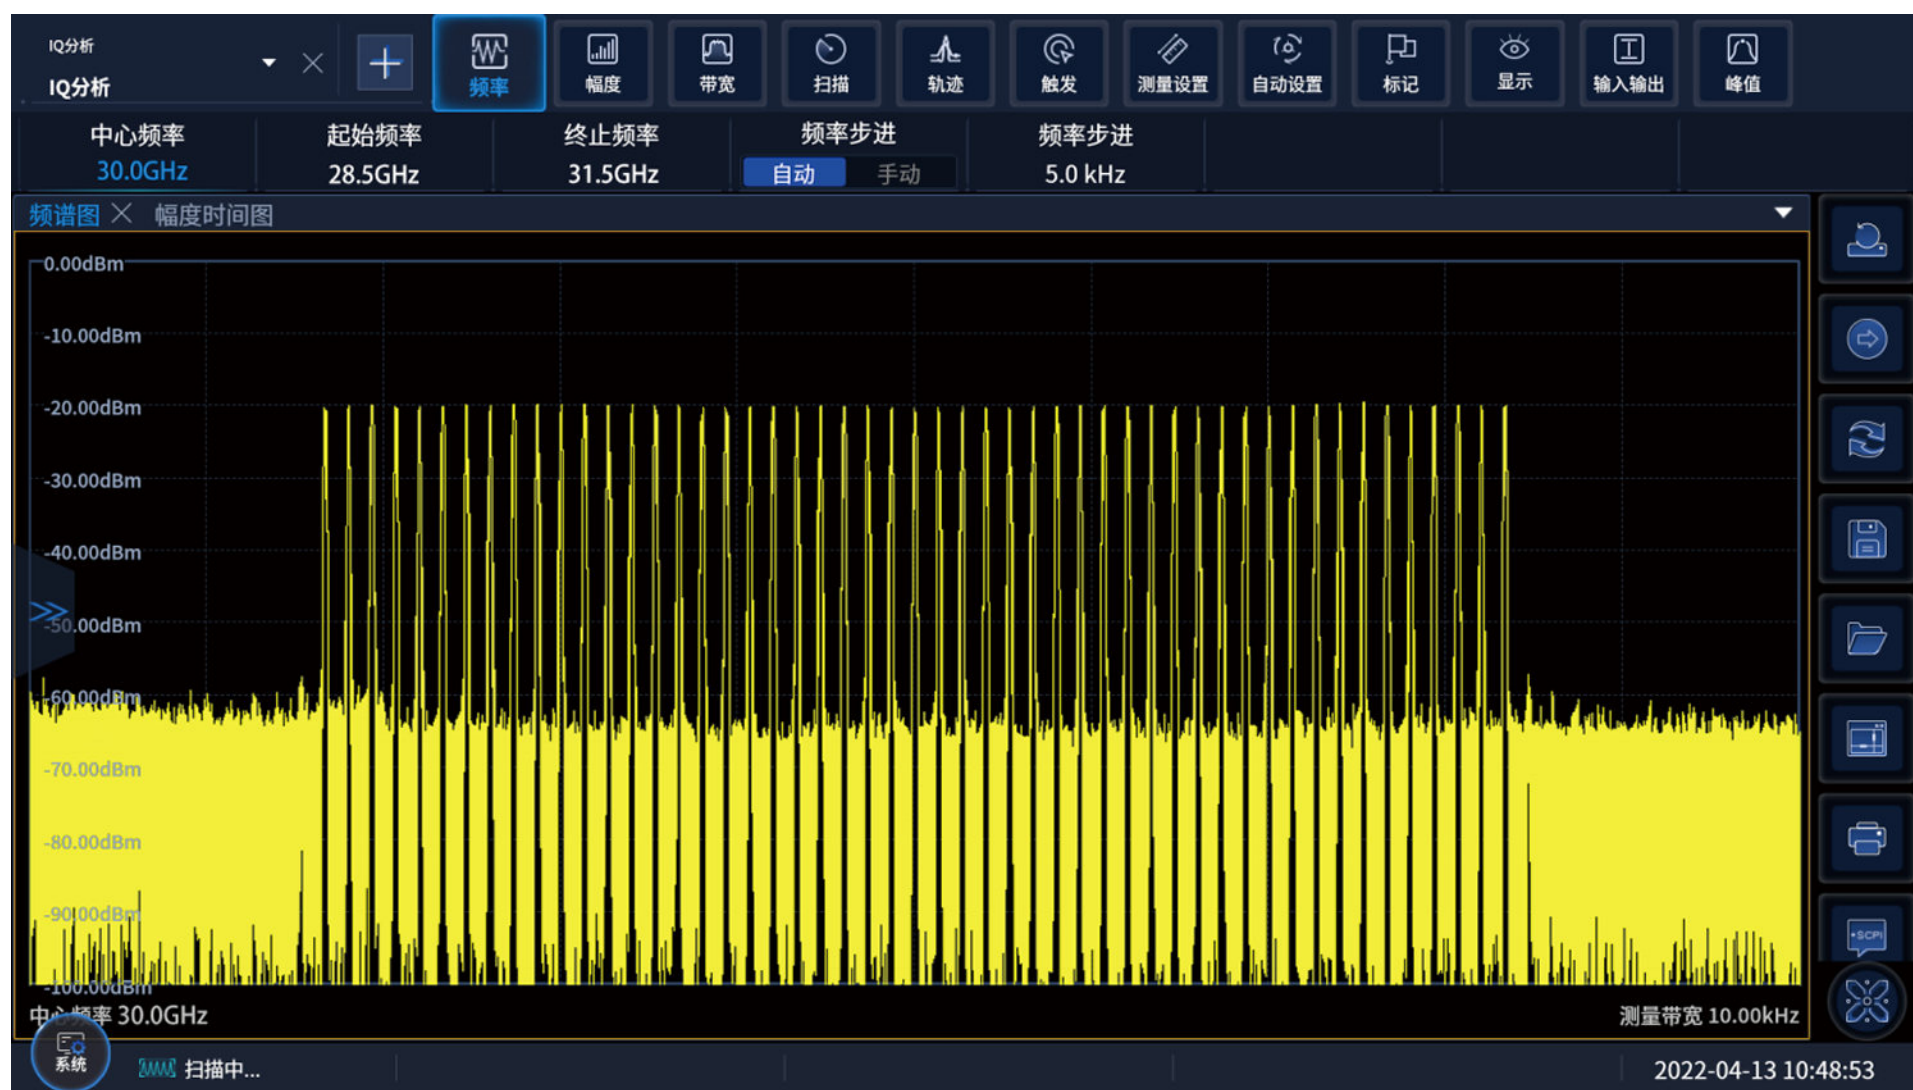 IQ分析
IQ分析
频率
幅度
带宽
扫描
轨迹
触发
测量设置
自动设置
标记
显示
输入输出
峰值
中心频率
30.0GHz
起始频率
28.5GHz
终止频率
31.5GHz
频率步进
自动 手动
频率步进
5.0 kHz
频谱图 幅度时间图
0.00dBm
-10.00dBm
-20.00dBm
-30.00dBm
-40.00dBm
-50.00dBm
-60.00dBm
-70.00dBm
-80.00dBm
-90.00dBm
-100.00dBm
中心频率 30.0GHz
测量带宽 10.00kHz
•SCPI
系统
扫描中...
2022-04-13 10:48:53